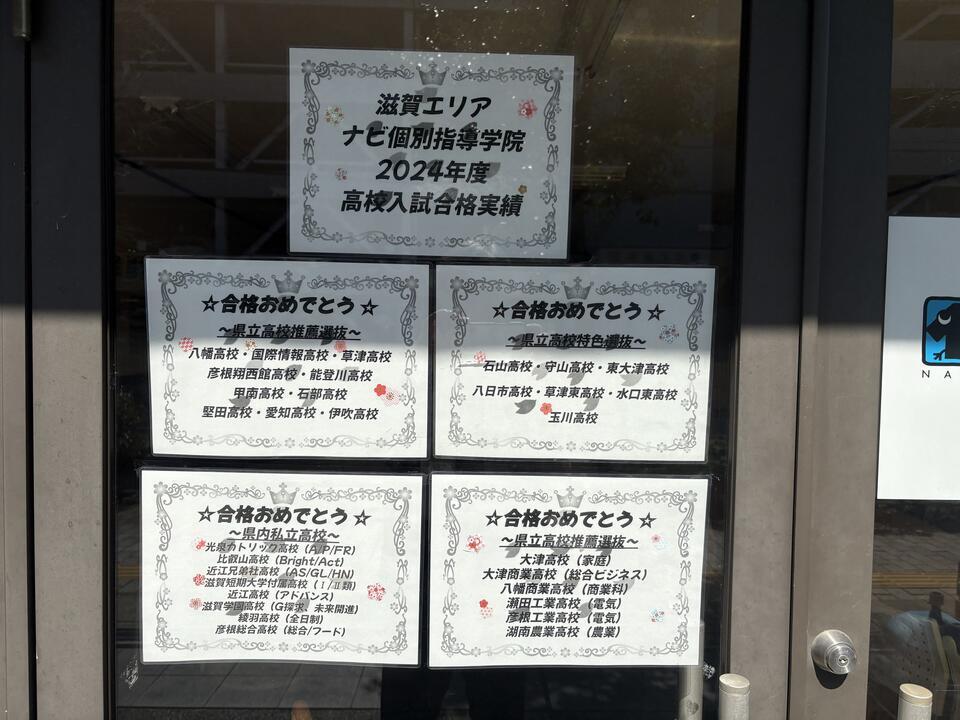 滋賀エリア
ナビ個別指導学院
2024年度
高校入試合格実績
☆合格おめでとう☆
～県立高校推薦選抜～
八幡高校・国際情報高校・草津高校
彦根翔西館高校・能登川高校
甲南高校・石部高校
堅田高校・愛知高校・伊吹高校
☆合格おめでとう☆
～県立高校特色選抜～
石山高校・守山高校・東大津高校
八日市高校・草津東高校・水口東高校
玉川高校
☆合格おめでとう☆
～県内私立高校～
光泉カトリック高校（A/P/FR）
比叡山高校（Bright/Act）
近江兄弟社高校（AS/GL/HN）
滋賀短期大学付属高校（Ⅰ/Ⅱ類）
近江高校（アドバンス）
滋賀学園高校（G探求、未来開進）
綾羽高校（全日制）
彦根総合高校（総合/フード）
☆合格おめでとう☆
～県立高校推薦選抜～
大津高校（家庭）
大津商業高校（総合ビジネス）
八幡商業高校（商業科）
瀬田工業高校（電気）
彦根工業高校（電気）
湖南農業高校（農業）
NA